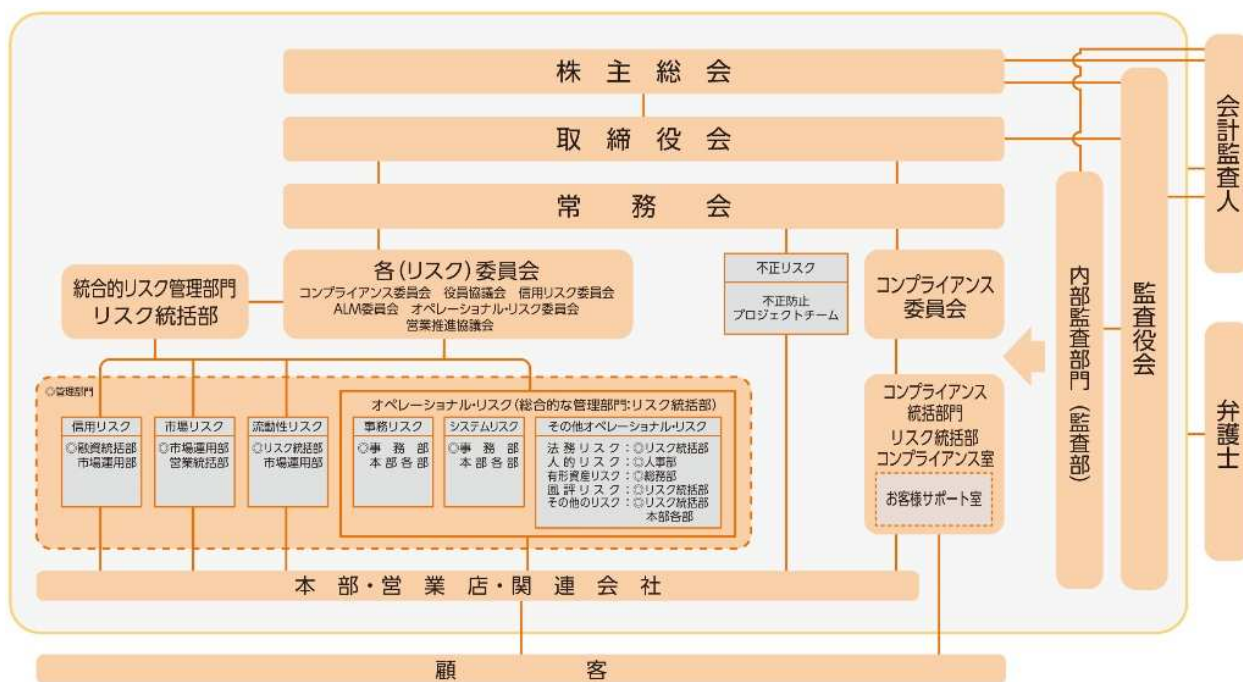 株主総会
取締役会
常務会
統合的リスク管理部門
リスク統括部
各(リスク)委員会
コンプライアンス委員会 役員協議会 信用リスク委員会
ALM委員会 オペレーショナル・リスク委員会
営業推進協議会
不正リスク
不正防止
プロジェクトチーム
コンプライアンス
委員会
◎管理部門
信用リスク
◎融資統括部
市場運用部
市場リスク
◎市場運用部
営業統括部
流動性リスク
◎リスク統括部
市場運用部
オペレーショナル・リスク(総合的な管理部門:リスク統括部)
事務リスク
◎事務部
本部各部
システムリスク
◎事務部
本部各部
その他オペレーショナル・リスク
法務リスク:◎リスク統括部
人的リスク:◎人事部
有形資産リスク:◎総務部
風評リスク:◎リスク統括部
その他のリスク:◎リスク統括部
本部各部
コンプライアンス
統括部門
リスク統括部
コンプライアンス室
お客様サポート室
内部監査部門(監査部)
監査役会
会計監査人
弁護士
本部・営業店・関連会社
顧客